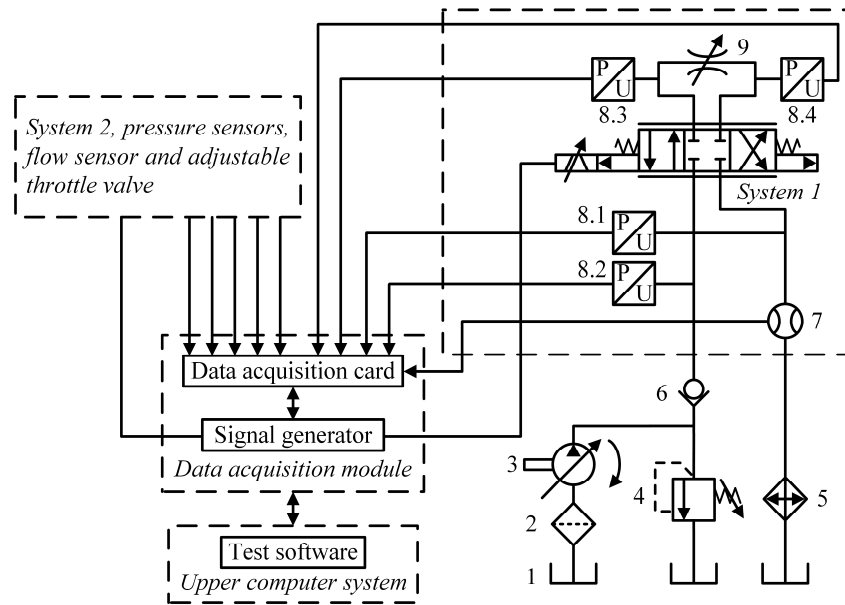 9
P
U
8.3
P
U
8.4
System 2, pressure sensors,
flow sensor and adjustable
throttle valve
System 1
8.1
P
U
8.2
P
U
7
Data acquisition card
6
Signal generator
Data acquisition module
3
4
5
2
Test software
Upper computer system
1